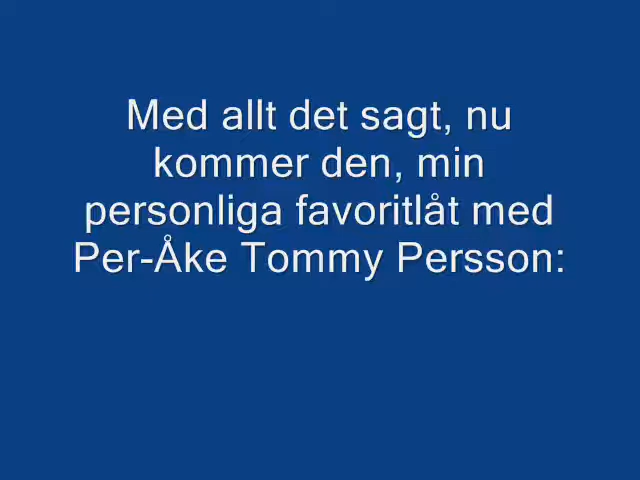 Med allt det sagt, nu
kommer den, min
personliga favoritlåt med
Per-Åke Tommy Persson: